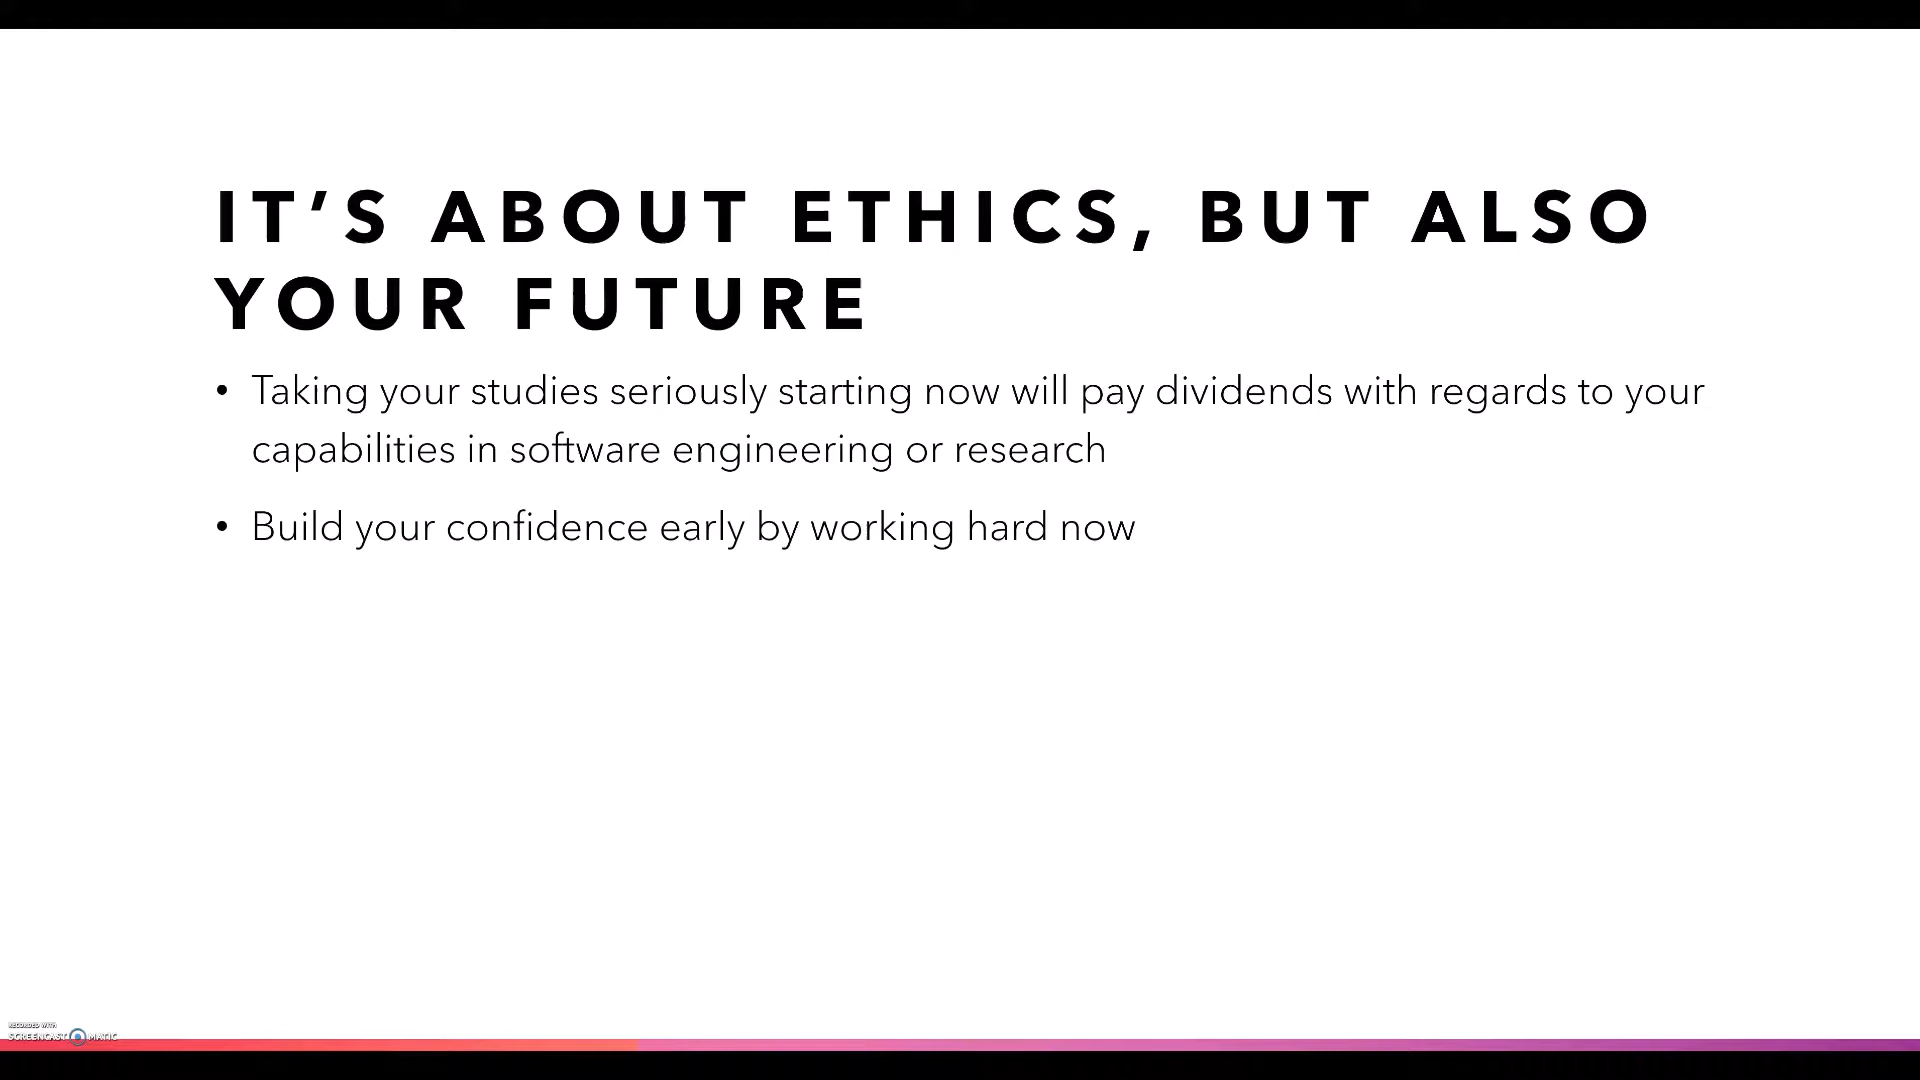 IT’S ABOUT ETHICS, BUT ALSO
YOUR FUTURE
• Taking your studies seriously starting now will pay dividends with regards to your
capabilities in software engineering or research
• Build your confidence early by working hard now
RECORDED WITH
SCREENCAST MATIC